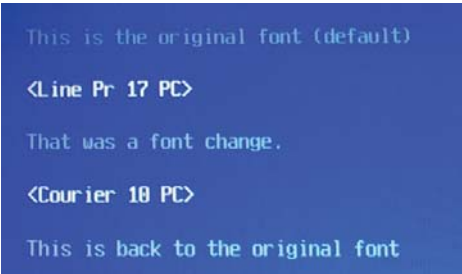 This is the original font (default)
<Line Pr 17 PC>
That was a font change.
<Courier 10 PC>
This is back to the original font